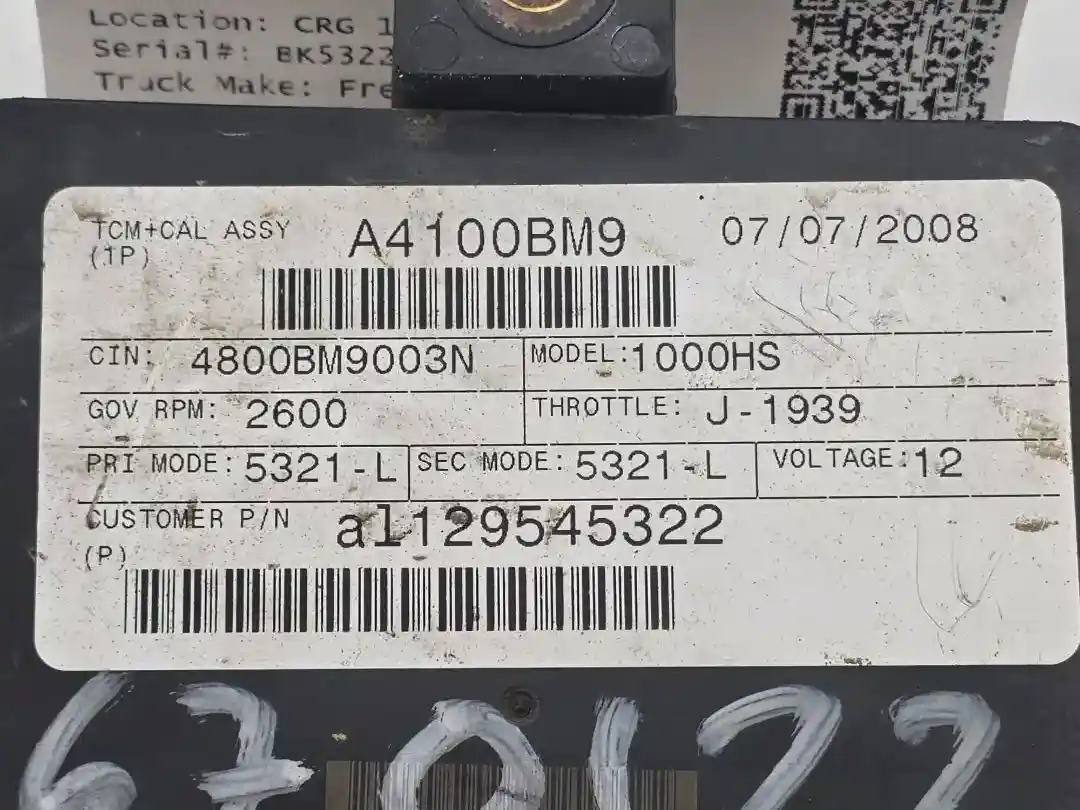 Location: CRG 1
Serial#: BK5322
Truck Make: Fre
TCM+CAL ASSY A4100BM9 07/07/2008
(1P)
CIN: 4800BM9003N MODEL: 1000HS
GOV RPM: 2600 THROTTLE: J-1939
PRI MODE: 5321-L SEC MODE: 5321-L VOLTAGE: 12
CUSTOMER P/N al129545322
(P)